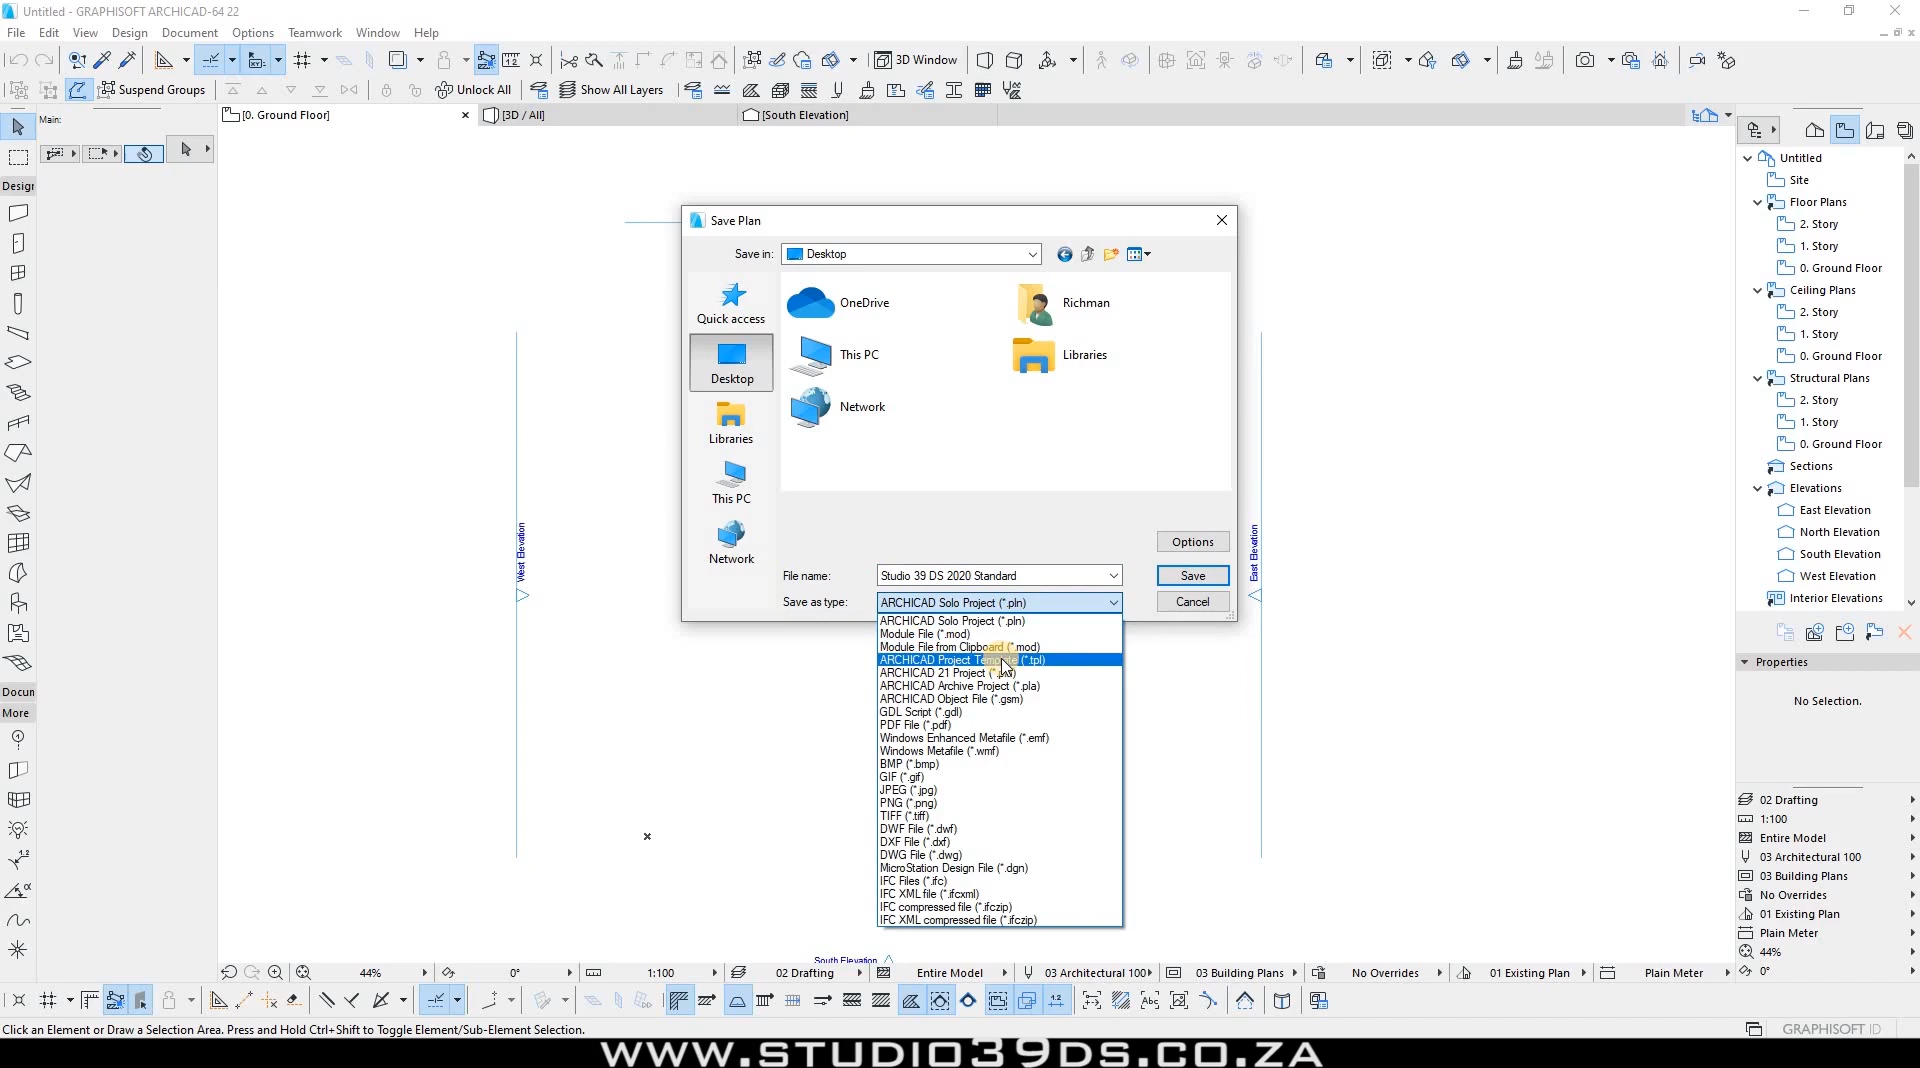 Untitled - GRAPHISOFT ARCHICAD-64 22
File Edit View Design Document Options Teamwork Window Help
3D Window
Suspend Groups
Unlock All
Show All Layers
Main:
[0. Ground Floor]
[3D / All]
[South Elevation]
Design
Docum
More
Save Plan
Save in:
Desktop
Quick access
Desktop
Libraries
This PC
Network
OneDrive
Richman
This PC
Libraries
Network
Options
File name:
Studio 39 DS 2020 Standard
Save
Save as type:
ARCHICAD Solo Project (*.pln)
Cancel
ARCHICAD Solo Project (*.pln)
Module File (*.mod)
Module File from Clipboard (*.mod)
ARCHICAD Project Template (*.tpl)
ARCHICAD 21 Project (*.pln)
ARCHICAD Archive Project (*.pla)
ARCHICAD Object File (*.gsm)
GDL Script (*.gdl)
PDF File (*.pdf)
Windows Enhanced Metafile (*.emf)
Windows Metafile (*.wmf)
BMP (*.bmp)
GIF (*.gif)
JPEG (*.jpg)
PNG (*.png)
TIFF (*.tiff)
DWF File (*.dwf)
DXF File (*.dxf)
DWG File (*.dwg)
MicroStation Design File (*.dgn)
IFC Files (*.ifc)
IFC XML file (*.ifcxml)
IFC compressed file (*.ifczip)
IFC XML compressed file (*.ifczip)
West Elevation
East Elevation
South Elevation
Untitled
Site
Floor Plans
2. Story
1. Story
0. Ground Floor
Ceiling Plans
2. Story
1. Story
0. Ground Floor
Structural Plans
2. Story
1. Story
0. Ground Floor
Sections
Elevations
East Elevation
North Elevation
South Elevation
West Elevation
Interior Elevations
Properties
No Selection.
02 Drafting
1:100
Entire Model
03 Architectural 100
03 Building Plans
No Overrides
01 Existing Plan
Plain Meter
44%
0°
44% 0° 1:100 02 Drafting Entire Model 03 Architectural 100 03 Building Plans No Overrides 01 Existing Plan Plain Meter
Click an Element or Draw a Selection Area. Press and Hold Ctrl+Shift to Toggle Element/Sub-Element Selection.
GRAPHISOFT ID
WWW.STUDIO39DS.CO.ZA